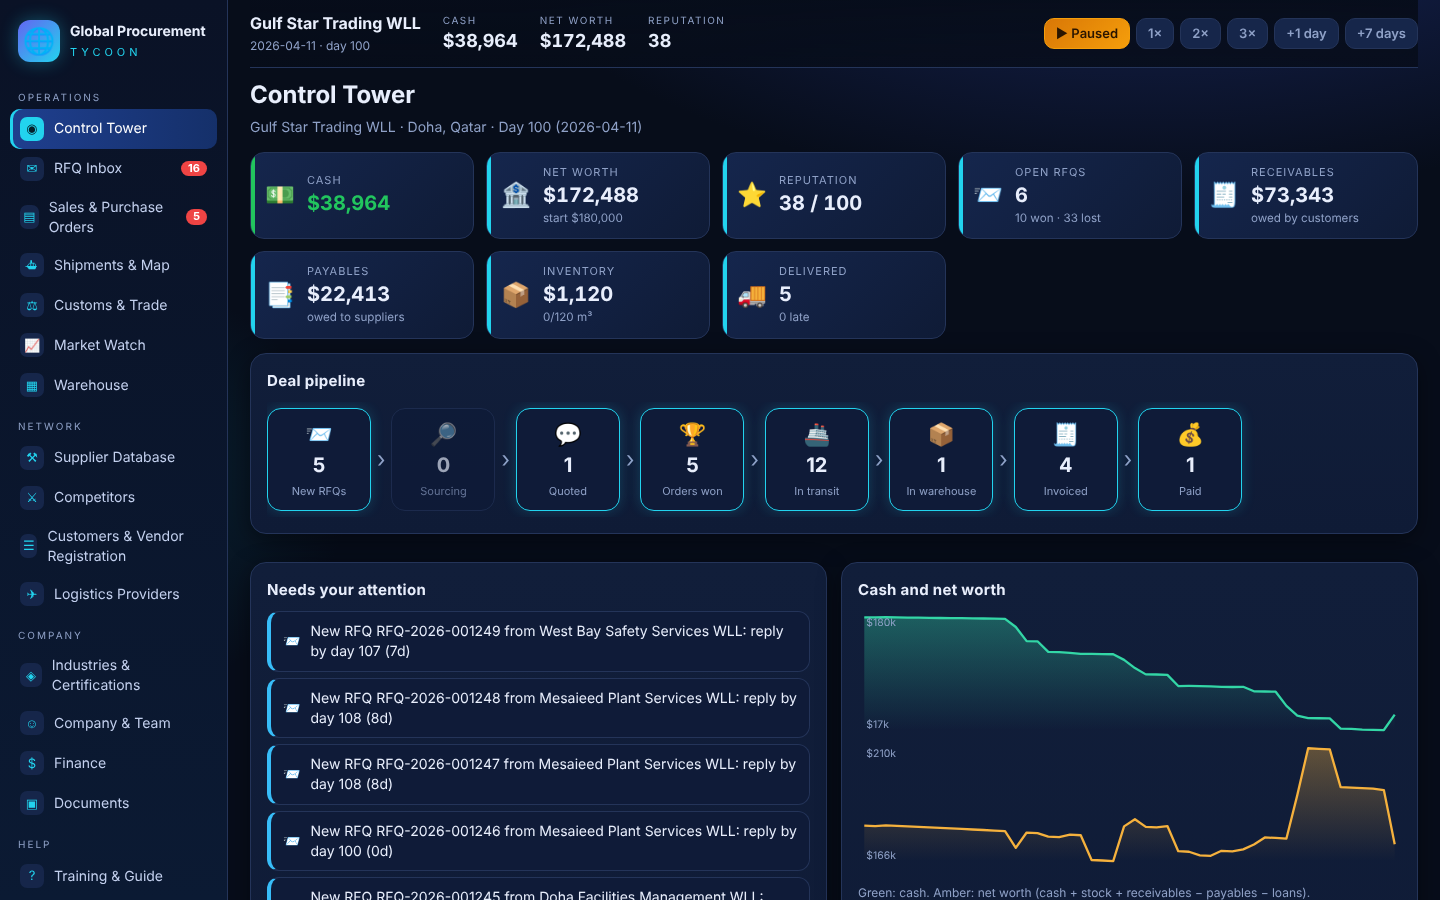 Global Procurement
TYCOON
OPERATIONS
Control Tower
RFQ Inbox 16
Sales & Purchase
Orders 5
Shipments & Map
Customs & Trade
Market Watch
Warehouse
NETWORK
Supplier Database
Competitors
Customers & Vendor
Registration
Logistics Providers
COMPANY
Industries &
Certifications
Company & Team
Finance
Documents
HELP
Training & Guide
Gulf Star Trading WLL
2026-04-11 · day 100
CASH
$38,964
NET WORTH
$172,488
REPUTATION
38
▶ Paused
1×
2×
3×
+1 day
+7 days
Control Tower
Gulf Star Trading WLL · Doha, Qatar · Day 100 (2026-04-11)
CASH
$38,964
NET WORTH
$172,488
start $180,000
REPUTATION
38 / 100
OPEN RFQS
6
10 won · 33 lost
RECEIVABLES
$73,343
owed by customers
PAYABLES
$22,413
owed to suppliers
INVENTORY
$1,120
0/120 m³
DELIVERED
5
0 late
Deal pipeline
5
New RFQs
0
Sourcing
1
Quoted
5
Orders won
12
In transit
1
In warehouse
4
Invoiced
1
Paid
Needs your attention
New RFQ RFQ-2026-001249 from West Bay Safety Services WLL: reply
by day 107 (7d)
New RFQ RFQ-2026-001248 from Mesaieed Plant Services WLL: reply by
day 108 (8d)
New RFQ RFQ-2026-001247 from Mesaieed Plant Services WLL: reply by
day 108 (8d)
New RFQ RFQ-2026-001246 from Mesaieed Plant Services WLL: reply by
day 100 (0d)
New RFQ RFQ-2026-001245 from Doha Facilities Management WLL:
Cash and net worth
$180k
$17k
$210k
$166k
Green: cash. Amber: net worth (cash + stock + receivables − payables − loans).